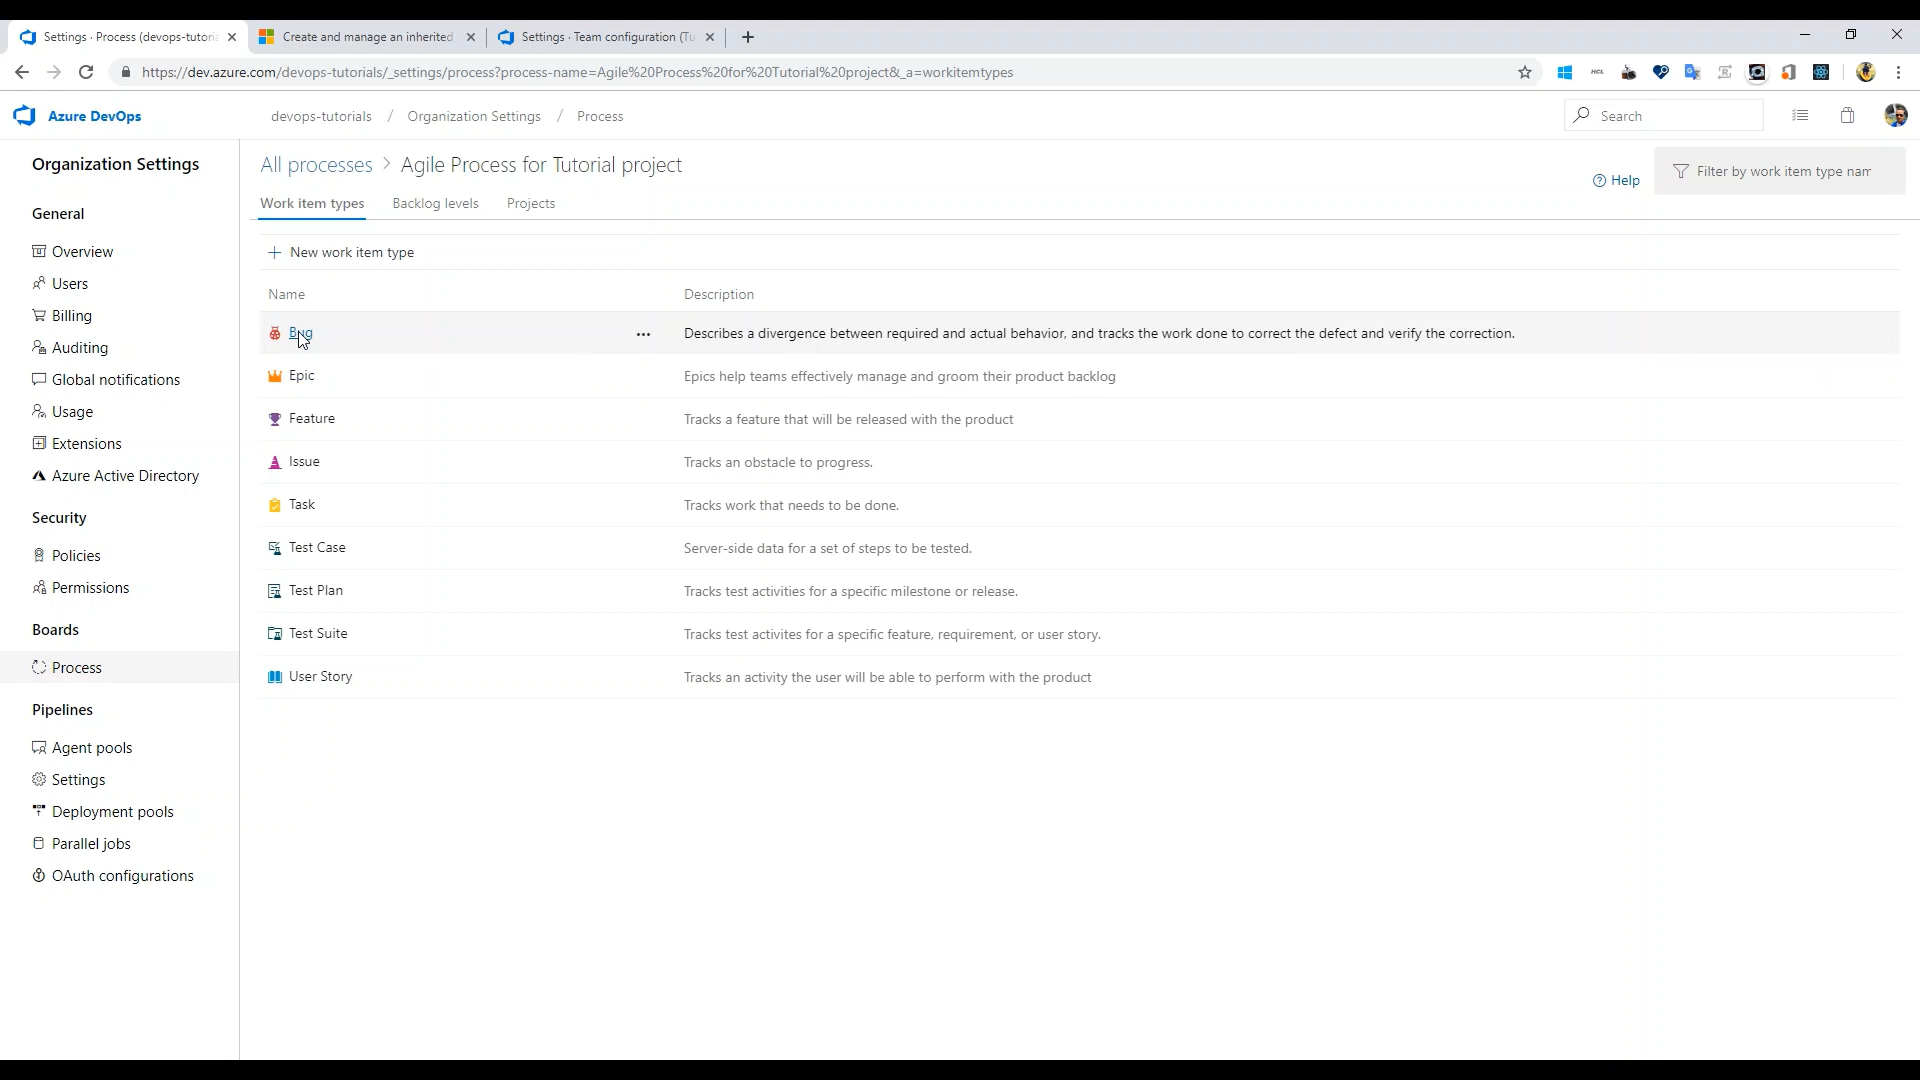 Settings · Process (devops-tutoria
Create and manage an inherited
Settings · Team configuration (Tu
https://dev.azure.com/devops-tutorials/_settings/process?process-name=Agile%20Process%20for%20Tutorial%20project&_a=workitemtypes
HCL
Azure DevOps
devops-tutorials / Organization Settings / Process
Search
Organization Settings
General
Overview
Users
Billing
Auditing
Global notifications
Usage
Extensions
Azure Active Directory
Security
Policies
Permissions
Boards
Process
Pipelines
Agent pools
Settings
Deployment pools
Parallel jobs
OAuth configurations
All processes > Agile Process for Tutorial project
Help
Filter by work item type nam
Work item types Backlog levels Projects
+ New work item type
Name Description
Bug ... Describes a divergence between required and actual behavior, and tracks the work done to correct the defect and verify the correction.
Epic Epics help teams effectively manage and groom their product backlog
Feature Tracks a feature that will be released with the product
Issue Tracks an obstacle to progress.
Task Tracks work that needs to be done.
Test Case Server-side data for a set of steps to be tested.
Test Plan Tracks test activities for a specific milestone or release.
Test Suite Tracks test activites for a specific feature, requirement, or user story.
User Story Tracks an activity the user will be able to perform with the product